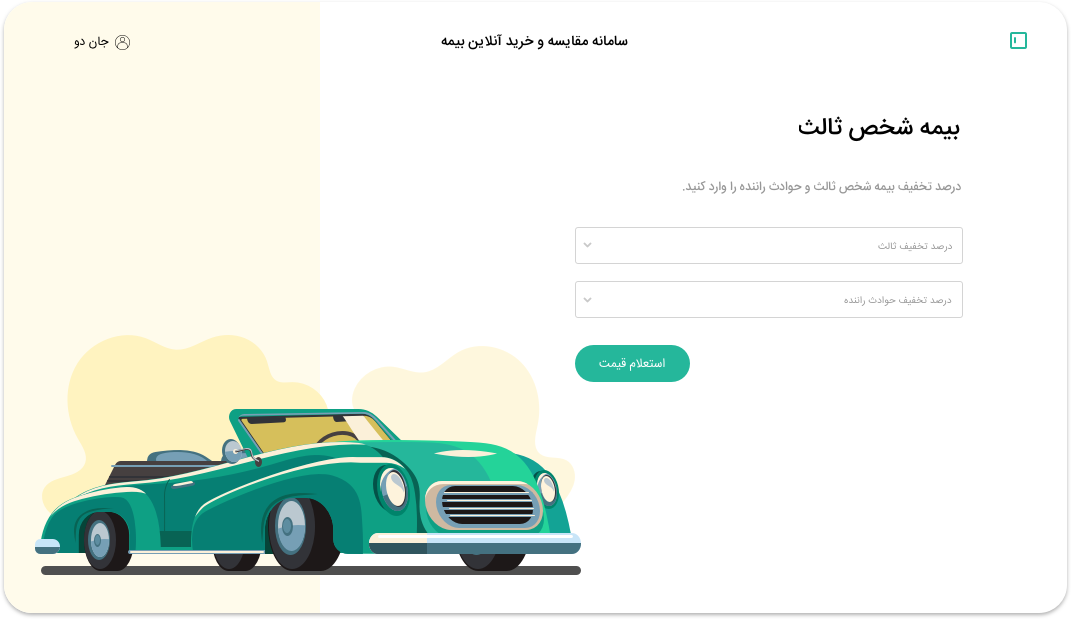 سامانه مقایسه و خرید آنلاین بیمه
جان دو
بیمه شخص ثالث
درصد تخفیف بیمه شخص ثالث و حوادث راننده را وارد کنید.
درصد تخفیف ثالث
درصد تخفیف حوادث راننده
استعلام قیمت